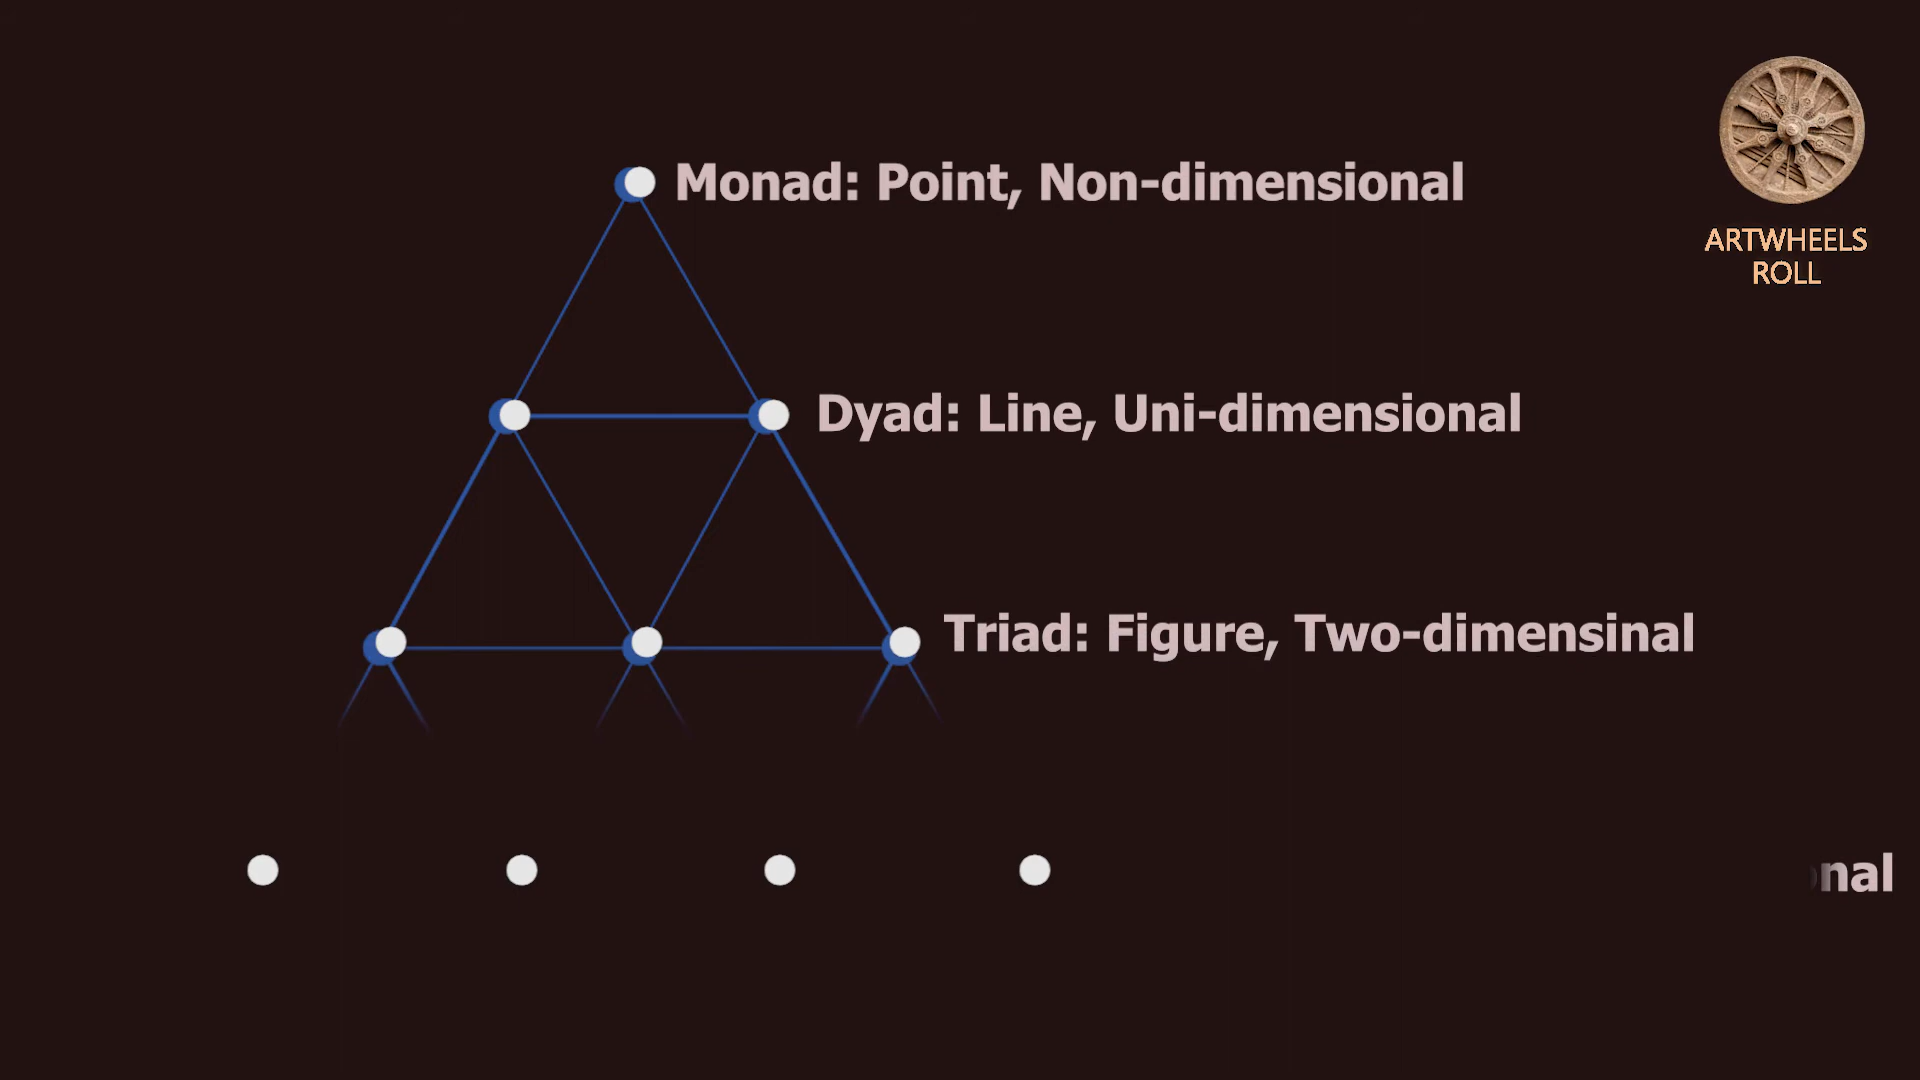 Monad: Point, Non-dimensional
ARTWHEELS
ROLL
Dyad: Line, Uni-dimensional
Triad: Figure, Two-dimensinal
nal